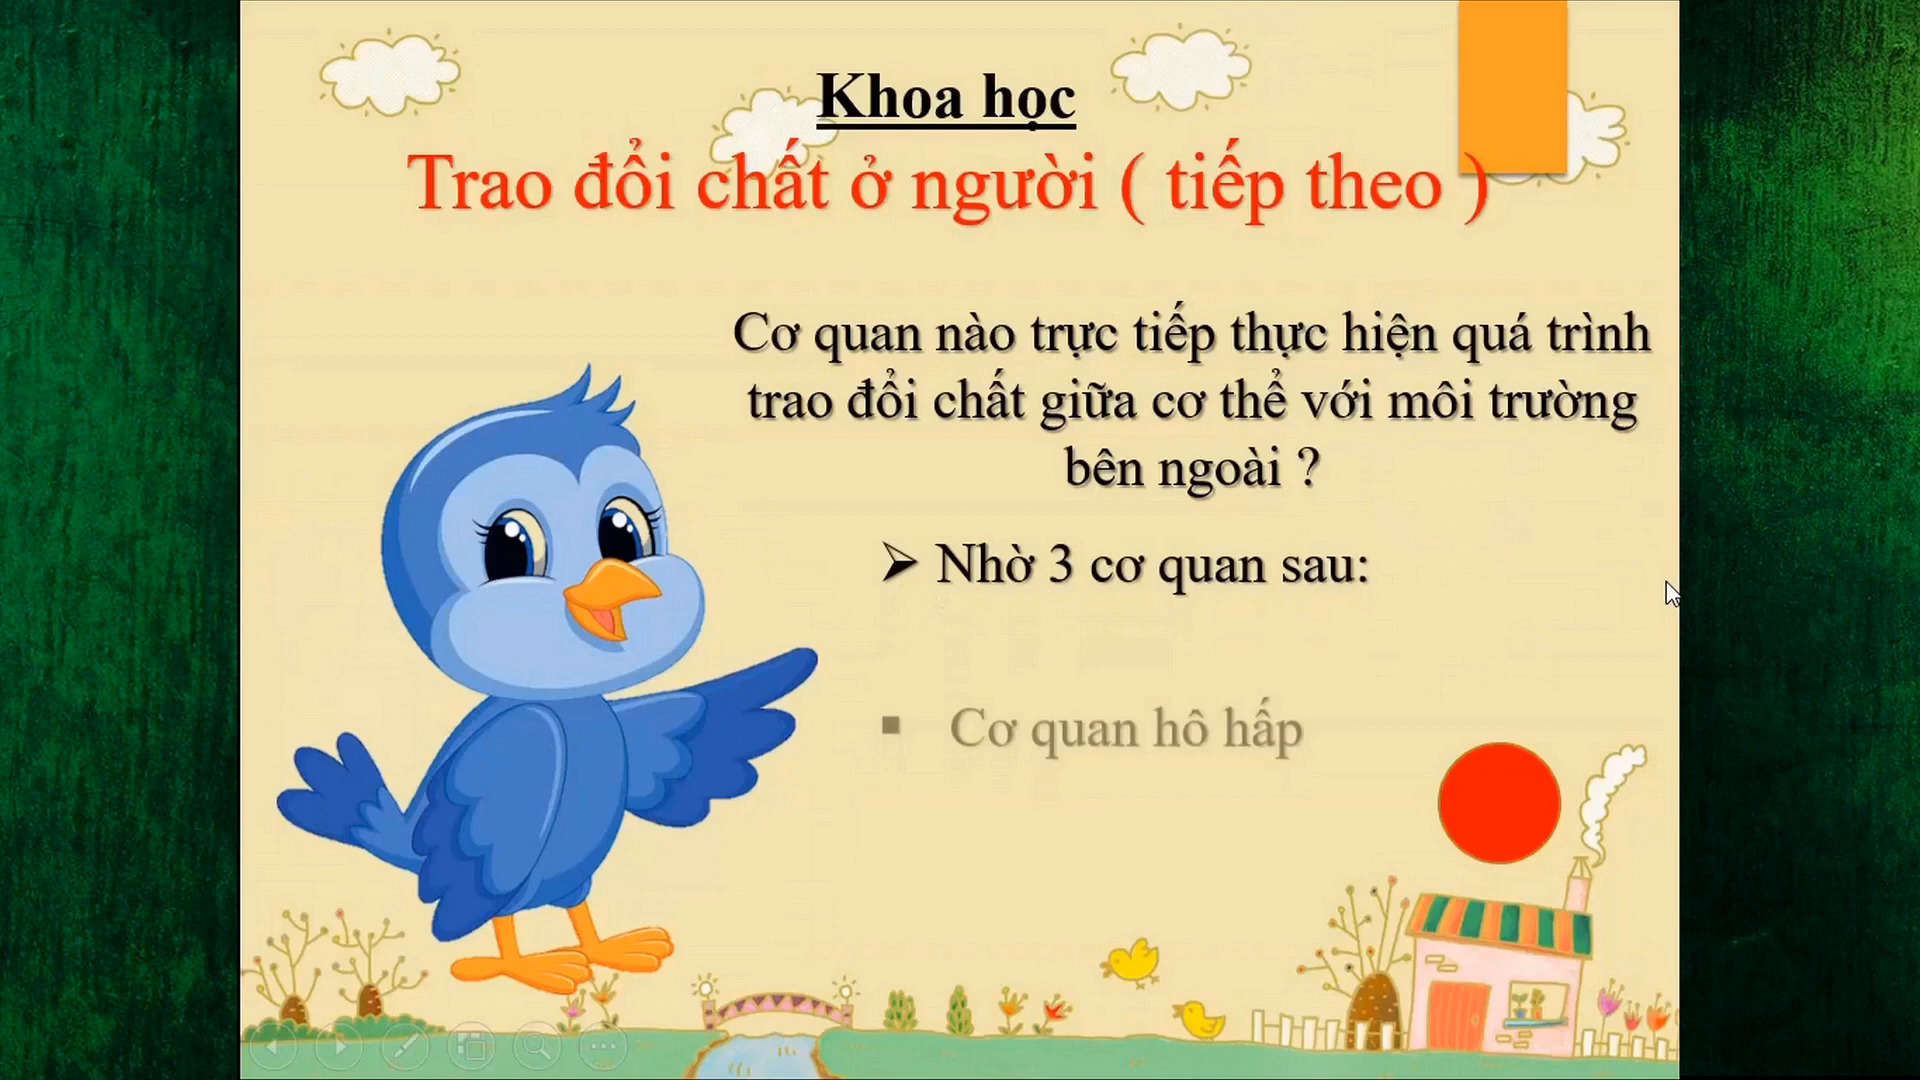 Khoa học
Trao đổi chất ở người ( tiếp theo )
Cơ quan nào trực tiếp thực hiện quá trình
trao đổi chất giữa cơ thể với môi trường
bên ngoài ?
➢ Nhờ 3 cơ quan sau:
▪ Cơ quan hô hấp